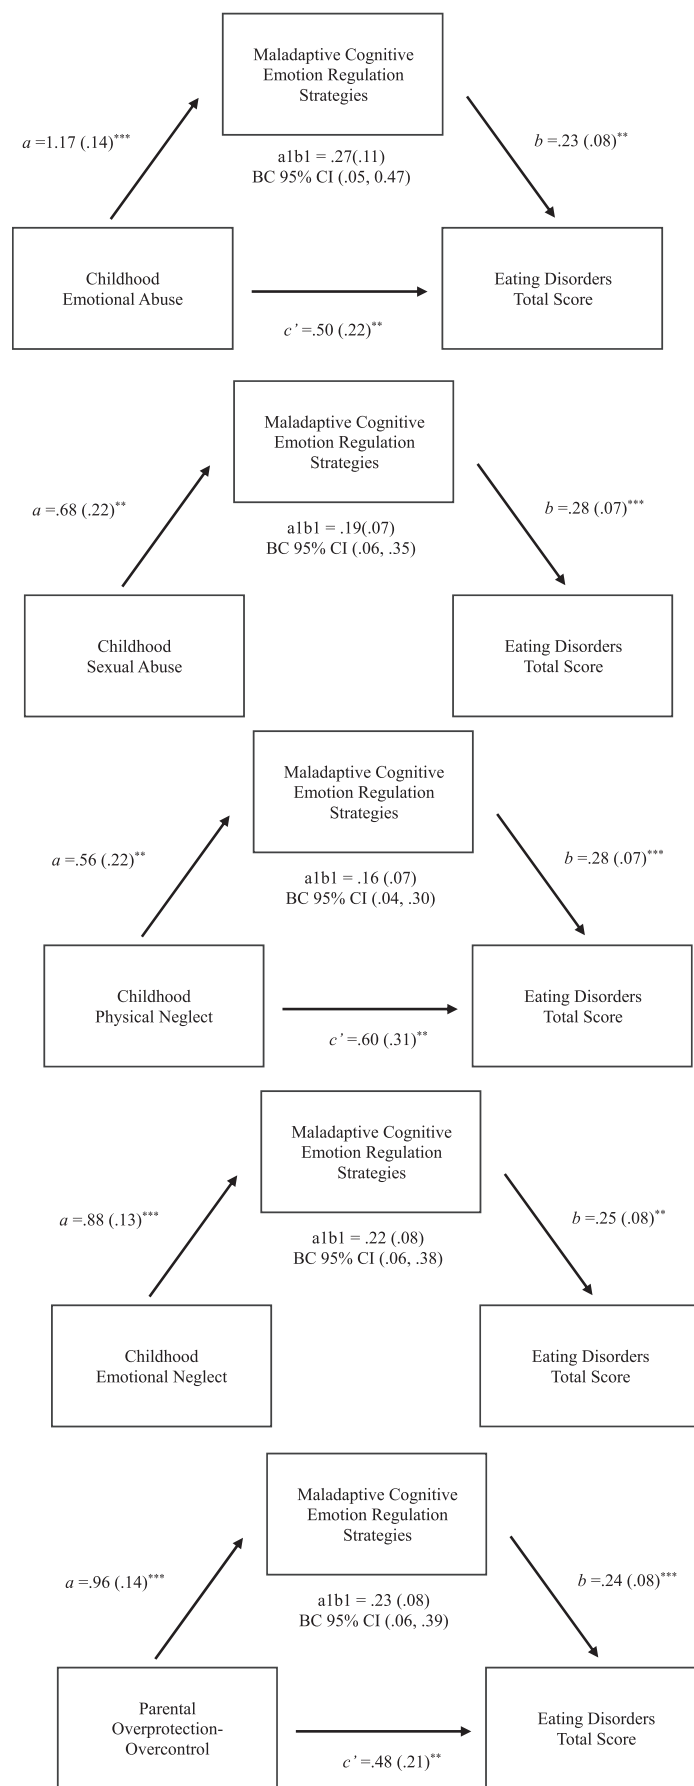 Maladaptive Cognitive
Emotion Regulation
Strategies
a =1.17 (.14)***
b =.23 (.08)**
a1b1 = .27(.11)
BC 95% CI (.05, 0.47)
Childhood
Emotional Abuse
Eating Disorders
Total Score
c’ =.50 (.22)**
Maladaptive Cognitive
Emotion Regulation
Strategies
a =.68 (.22)**
b =.28 (.07)***
a1b1 = .19(.07)
BC 95% CI (.06, .35)
Childhood
Sexual Abuse
Eating Disorders
Total Score
Maladaptive Cognitive
Emotion Regulation
Strategies
a =.56 (.22)**
b =.28 (.07)***
a1b1 = .16 (.07)
BC 95% CI (.04, .30)
Childhood
Physical Neglect
Eating Disorders
Total Score
c’ =.60 (.31)**
Maladaptive Cognitive
Emotion Regulation
Strategies
a =.88 (.13)***
b =.25 (.08)**
a1b1 = .22 (.08)
BC 95% CI (.06, .38)
Childhood
Emotional Neglect
Eating Disorders
Total Score
Maladaptive Cognitive
Emotion Regulation
Strategies
a =.96 (.14)***
b =.24 (.08)***
a1b1 = .23 (.08)
BC 95% CI (.06, .39)
Parental
Overprotection-
Overcontrol
Eating Disorders
Total Score
c’ =.48 (.21)**